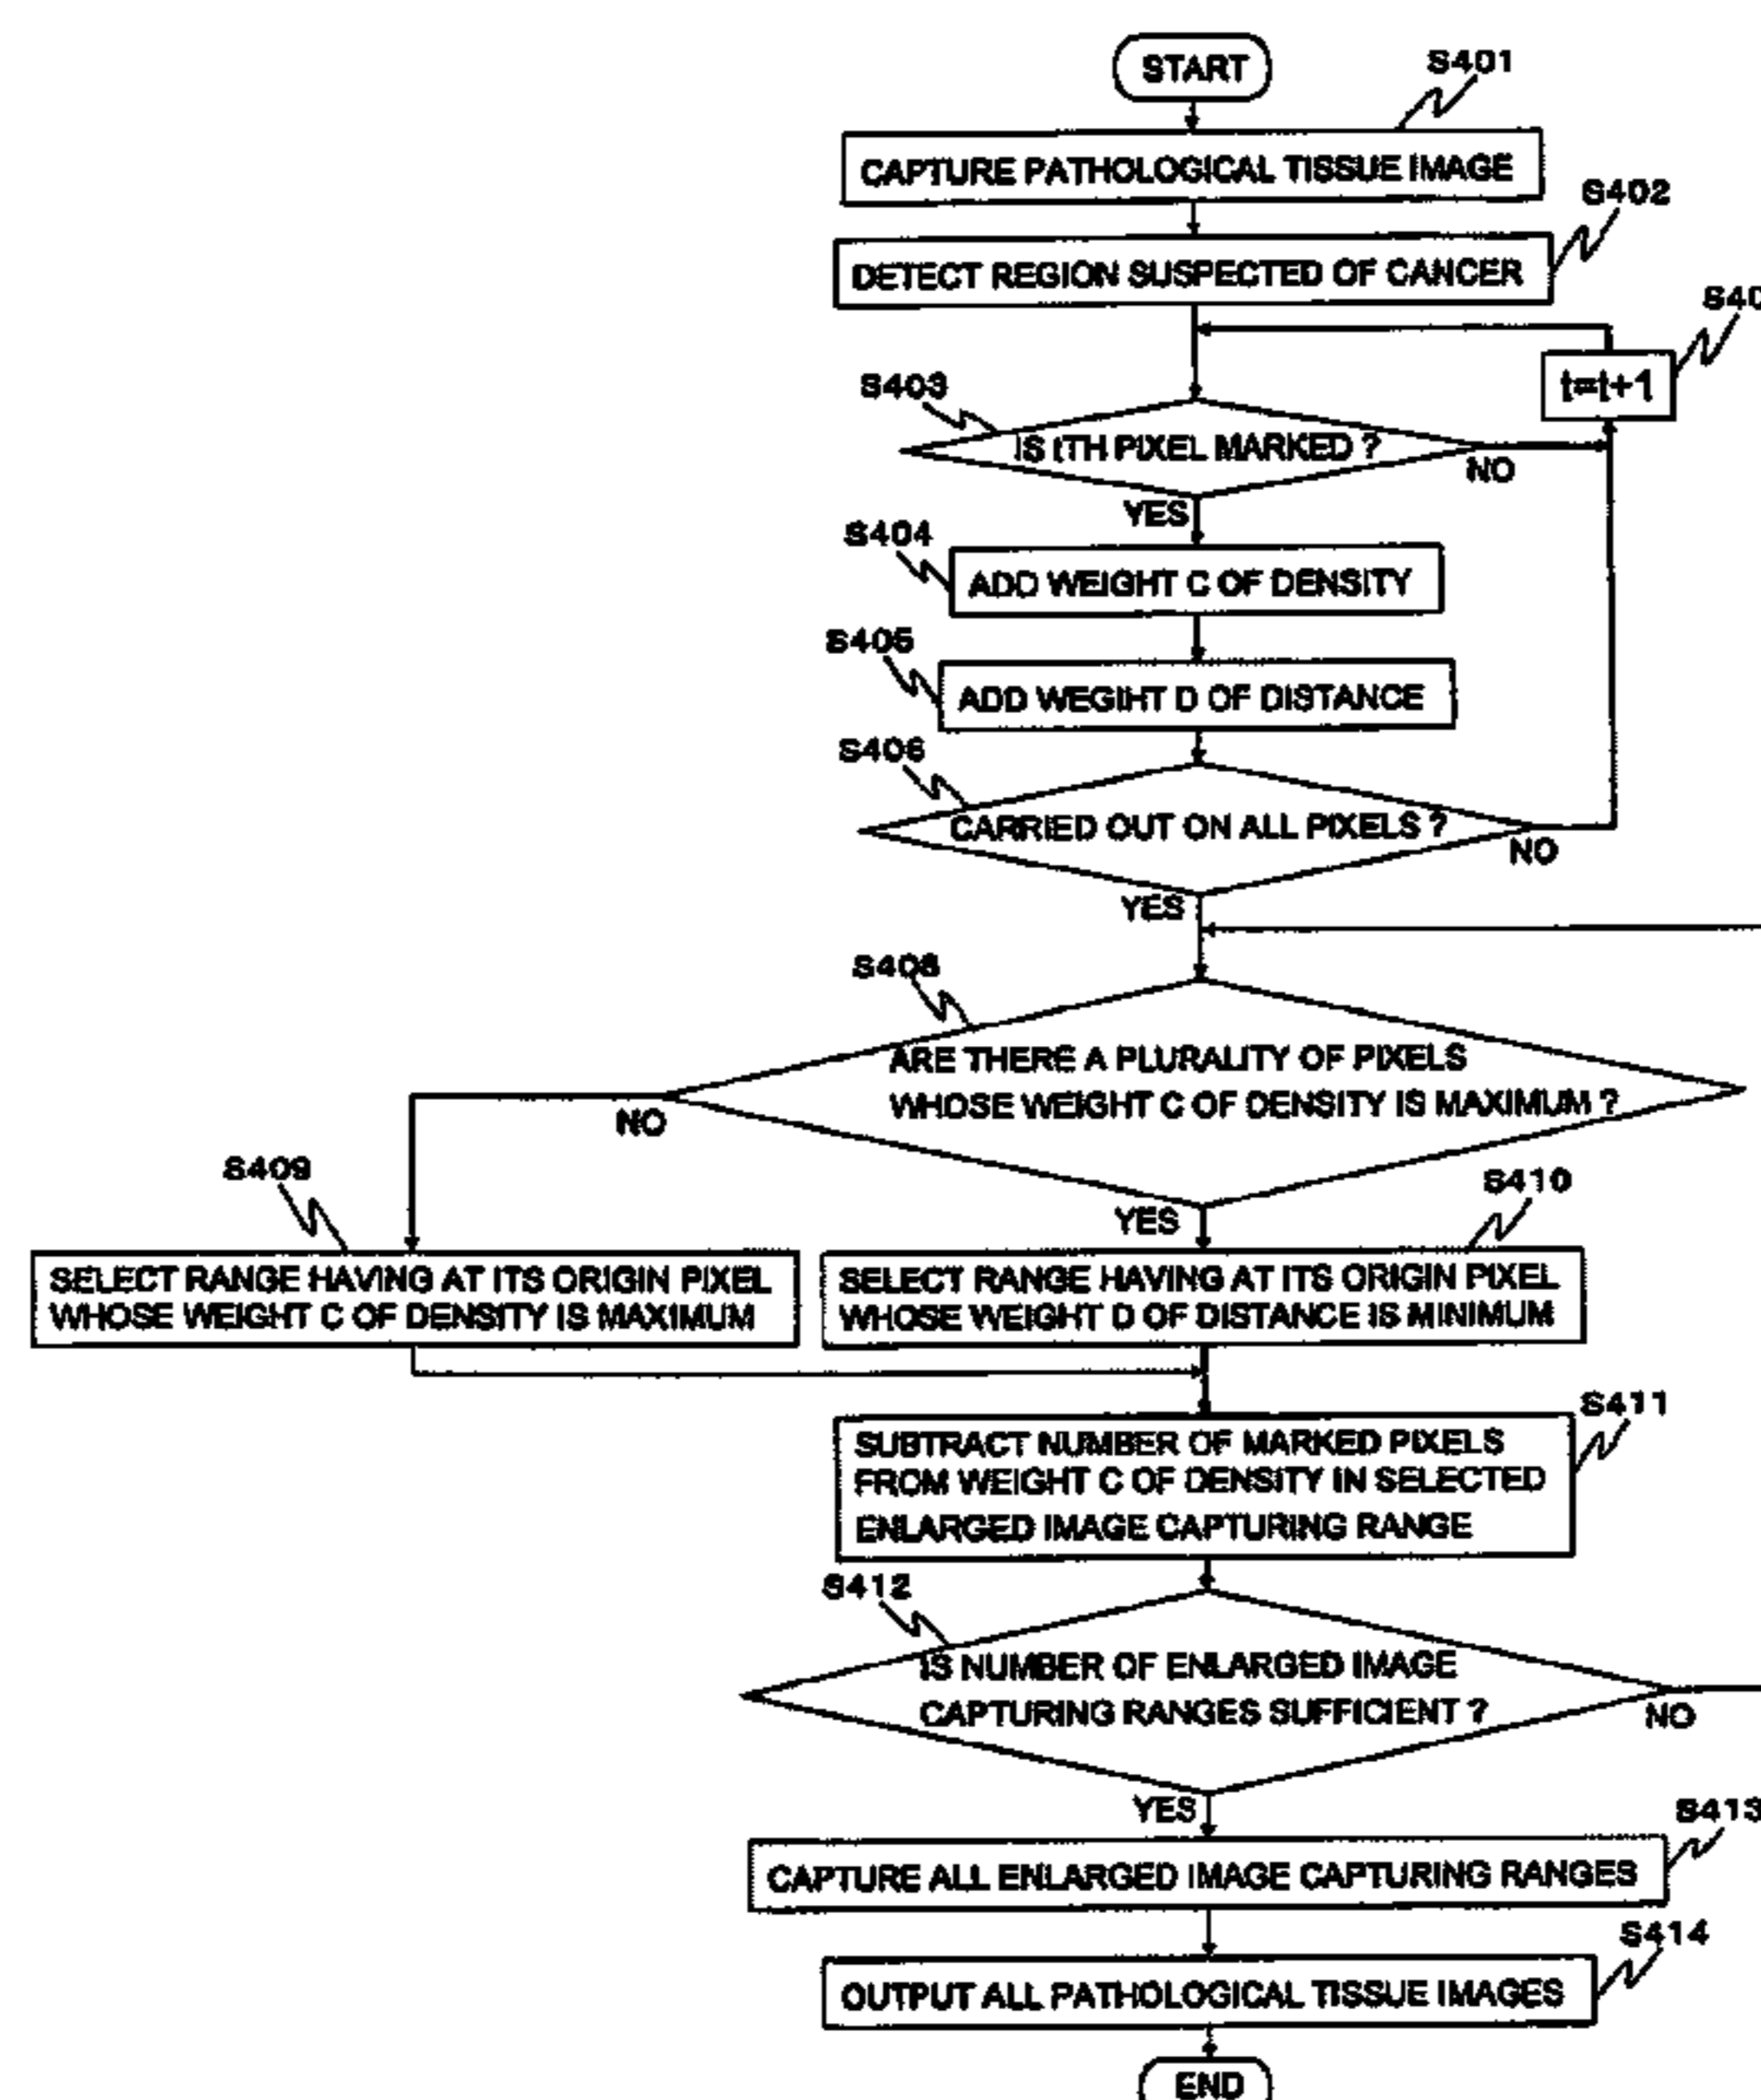 START
S401
CAPTURE PATHOLOGICAL TISSUE IMAGE
S402
DETECT REGION SUSPECTED OF CANCER
S40
t=t+1
S403
IS tTH PIXEL MARKED ?
NO
YES
S404
ADD WEIGHT C OF DENSITY
S405
ADD WEGIHT D OF DISTANCE
S406
CARRIED OUT ON ALL PIXELS ?
NO
YES
S408
ARE THERE A PLURALITY OF PIXELS
WHOSE WEIGHT C OF DENSITY IS MAXIMUM ?
NO
YES
S409
SELECT RANGE HAVING AT ITS ORIGIN PIXEL
WHOSE WEIGHT C OF DENSITY IS MAXIMUM
S410
SELECT RANGE HAVING AT ITS ORIGIN PIXEL
WHOSE WEIGHT D OF DISTANCE IS MINIMUM
S411
SUBTRACT NUMBER OF MARKED PIXELS
FROM WEIGHT C OF DENSITY IN SELECTED
ENLARGED IMAGE CAPTURING RANGE
S412
IS NUMBER OF ENLARGED IMAGE
CAPTURING RANGES SUFFICIENT ?
NO
YES
S413
CAPTURE ALL ENLARGED IMAGE CAPTURING RANGES
S414
OUTPUT ALL PATHOLOGICAL TISSUE IMAGES
END